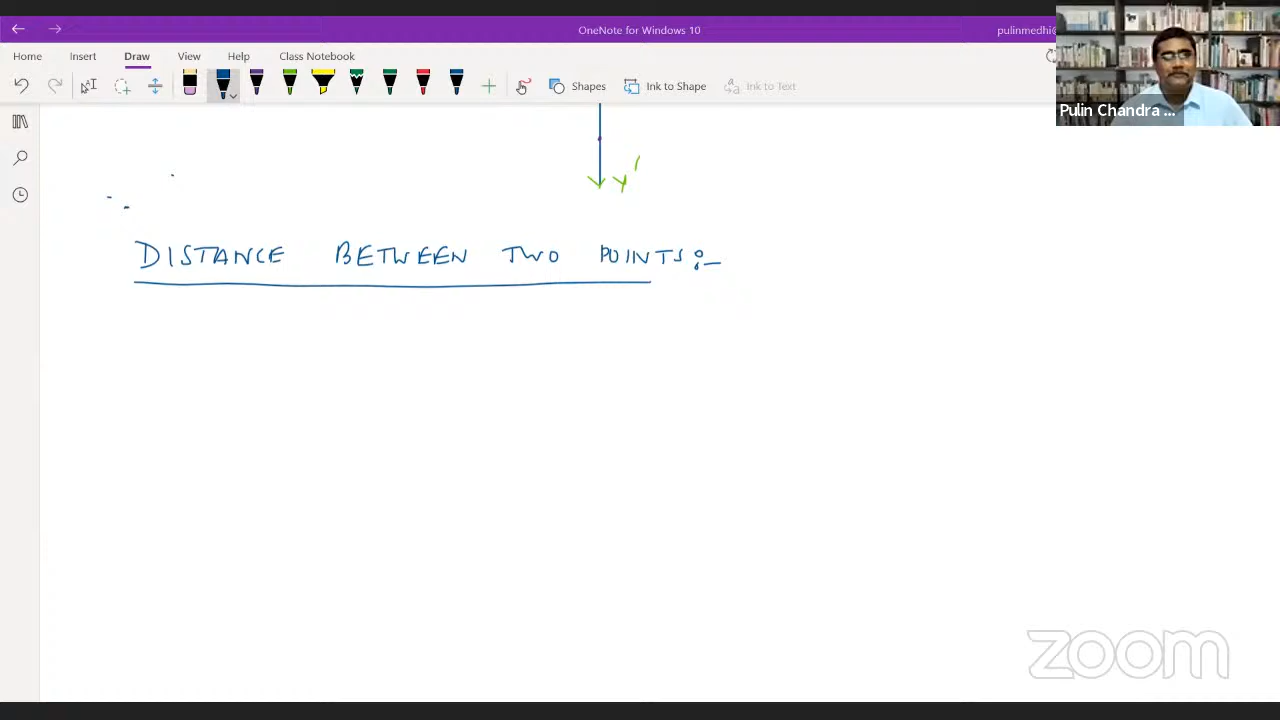 OneNote for Windows 10
pulinmedhi@
Home Insert Draw View Help Class Notebook
Shapes Ink to Shape Ink to Text
Pulin Chandra ...
Y'
DISTANCE BETWEEN TWO POINTS :-
zoom